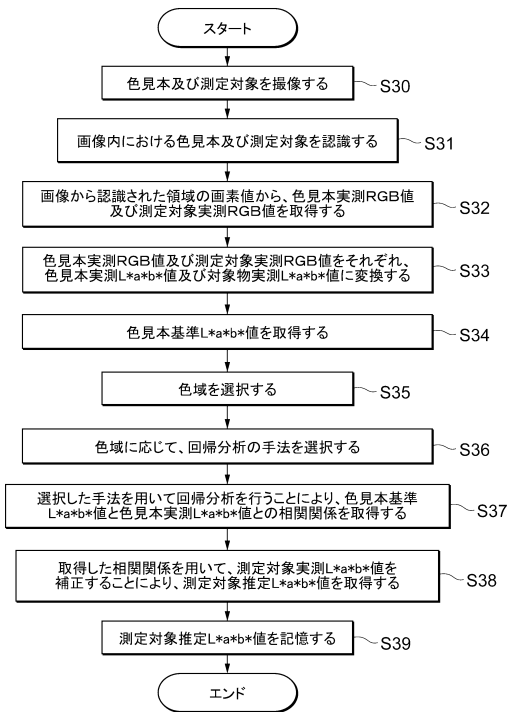 スタート
色見本及び測定対象を撮像する
S30
画像内における色見本及び測定対象を認識する
S31
画像から認識された領域の画素値から、色見本実測RGB値
及び測定対象実測RGB値を取得する
S32
色見本実測RGB値及び測定対象実測RGB値をそれぞれ、
色見本実測L*a*b*値及び対象物実測L*a*b*値に変換する
S33
色見本基準L*a*b*値を取得する
S34
色域を選択する
S35
色域に応じて、回帰分析の手法を選択する
S36
選択した手法を用いて回帰分析を行うことにより、色見本基準
L*a*b*値と色見本実測L*a*b*値との相関関係を取得する
S37
取得した相関関係を用いて、測定対象実測L*a*b*値を
補正することにより、測定対象推定L*a*b*値を取得する
S38
測定対象推定L*a*b*値を記憶する
S39
エンド